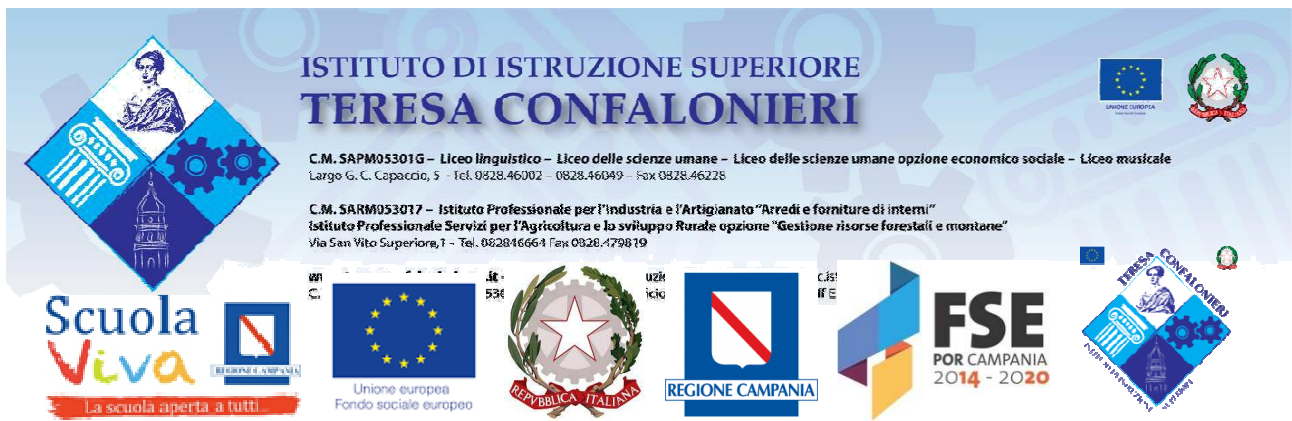 ISTITUTO DI ISTRUZIONE SUPERIORE
TERESA CONFALONIERI
UNIONE EUROPEA
REPVBBLICA ITALIANA
C.M. SAPM05301G – Liceo linguistico – Liceo delle scienze umane – Liceo delle scienze umane opzione economico sociale – Liceo musicale
Largo G. C. Capaccio, 5 - Tel. 0828.46002 – 0828.46049 – Fax 0828.46228
C.M. SARM053017 – Istituto Professionale per l'Industria e l'Artigianato "Arredi e forniture di interni"
Istituto Professionale Servizi per l'Agricoltura e lo sviluppo Rurale opzione "Gestione risorse forestali e montane"
Via San Vito Superiore,1 – Tel. 082846664 Fax 0828.479819
Scuola
Viva
REGIONE CAMPANIA
La scuola aperta a tutti...
Unione europea
Fondo sociale europeo
REPVBBLICA ITALIANA
REGIONE CAMPANIA
FSE
POR CAMPANIA
2014 - 2020
TERESA CONFALONIERI